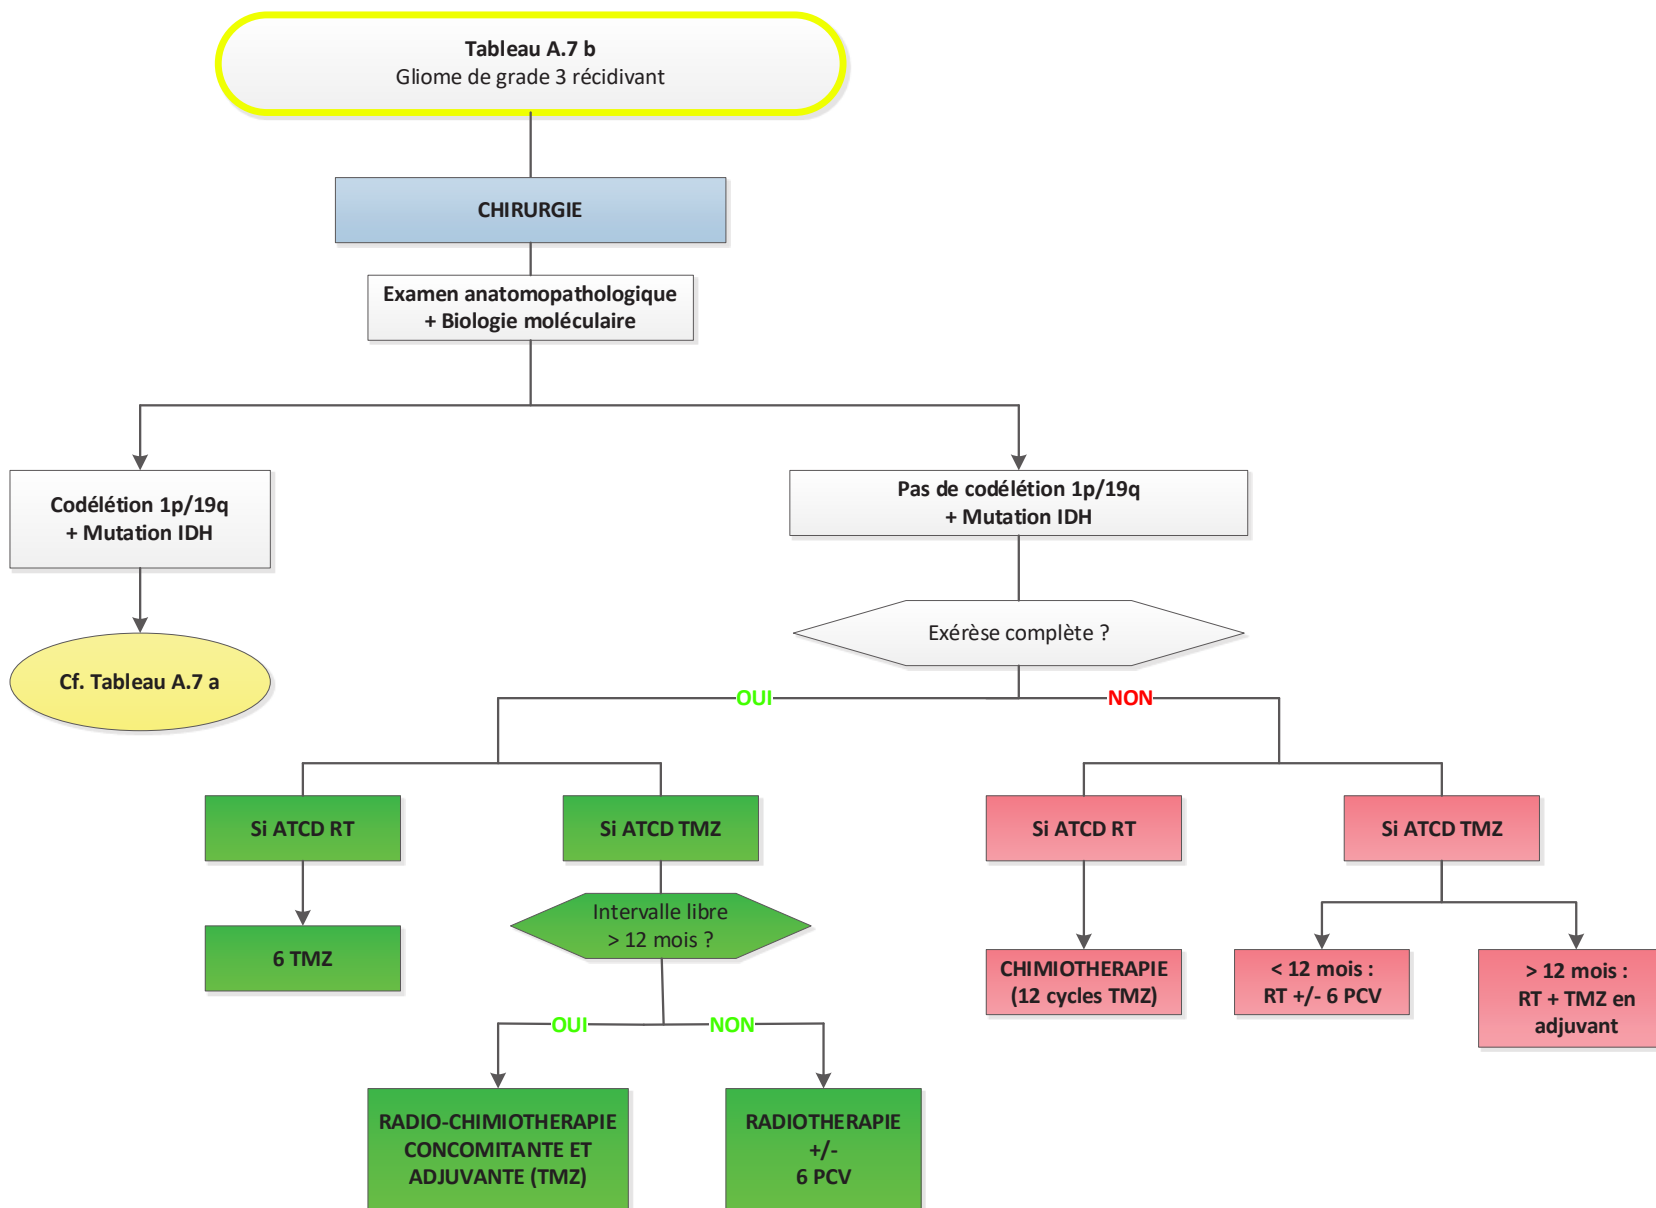 Tableau A.7 b
Gliome de grade 3 récidivant
CHIRURGIE
Examen anatomopathologique
+ Biologie moléculaire
Codélétion 1p/19q
+ Mutation IDH
Pas de codélétion 1p/19q
+ Mutation IDH
Cf. Tableau A.7 a
Exérèse complète ?
OUI
NON
Si ATCD RT
Si ATCD TMZ
Si ATCD RT
Si ATCD TMZ
6 TMZ
Intervalle libre
> 12 mois ?
CHIMIOTHERAPIE
(12 cycles TMZ)
< 12 mois :
RT +/- 6 PCV
> 12 mois :
RT + TMZ en
adjuvant
OUI
NON
RADIO-CHIMIOTHERAPIE
CONCOMITANTE ET
ADJUVANTE (TMZ)
RADIOTHERAPIE
+/-
6 PCV